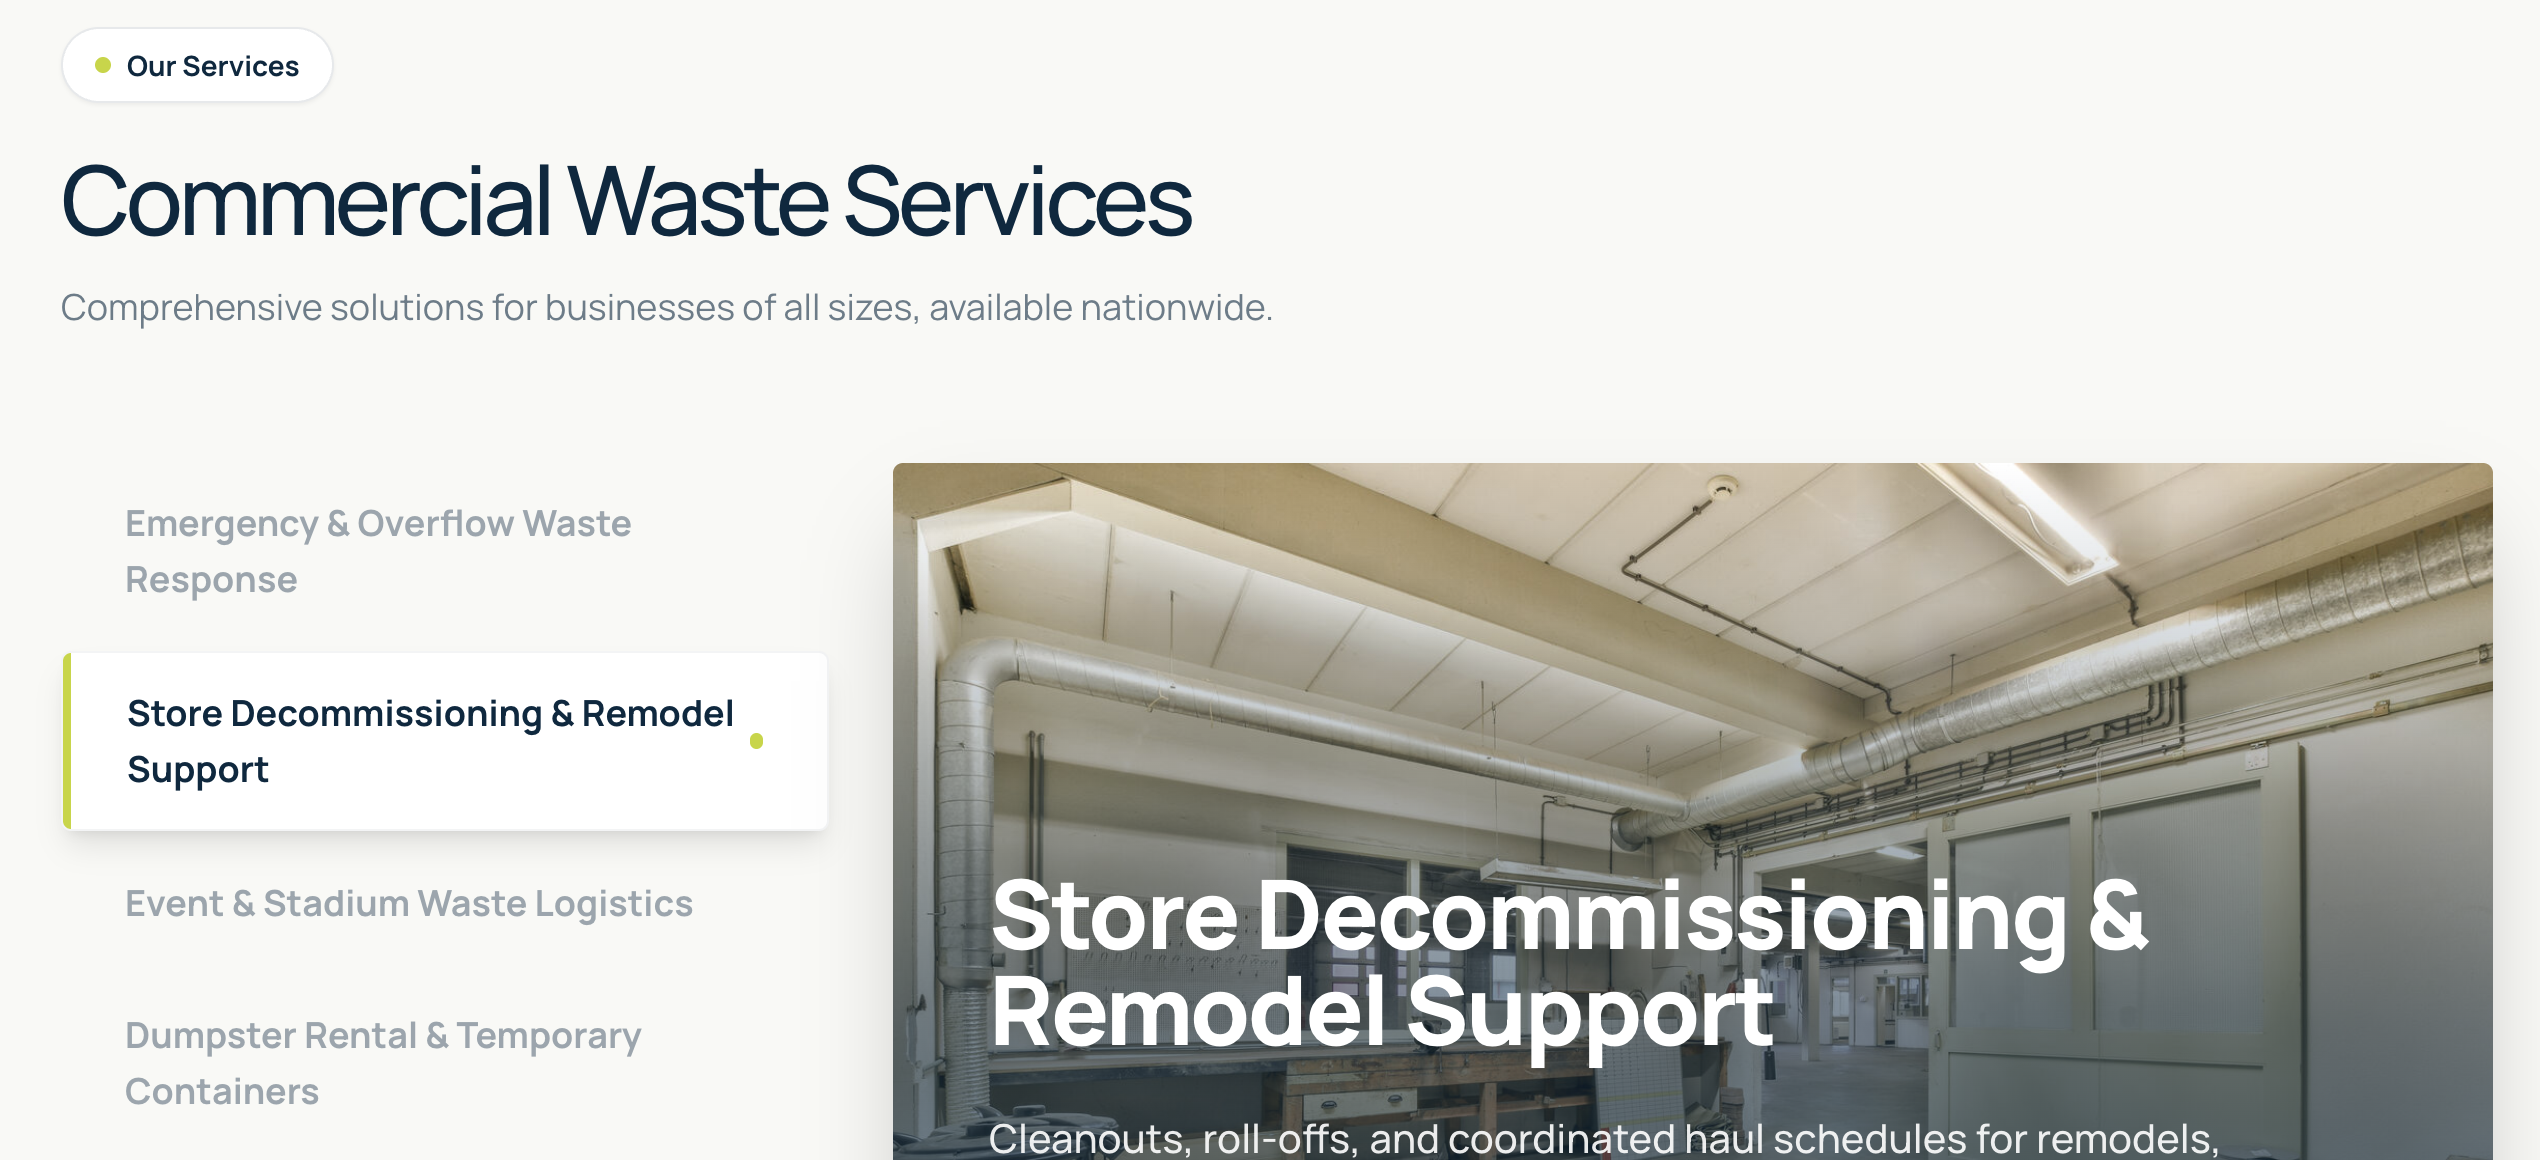 Our Services
Commercial Waste Services
Comprehensive solutions for businesses of all sizes, available nationwide.
Emergency & Overflow Waste
Response
Store Decommissioning & Remodel
Support
Event & Stadium Waste Logistics
Dumpster Rental & Temporary
Containers
Store Decommissioning &
Remodel Support
Cleanouts, roll-offs, and coordinated haul schedules for remodels,